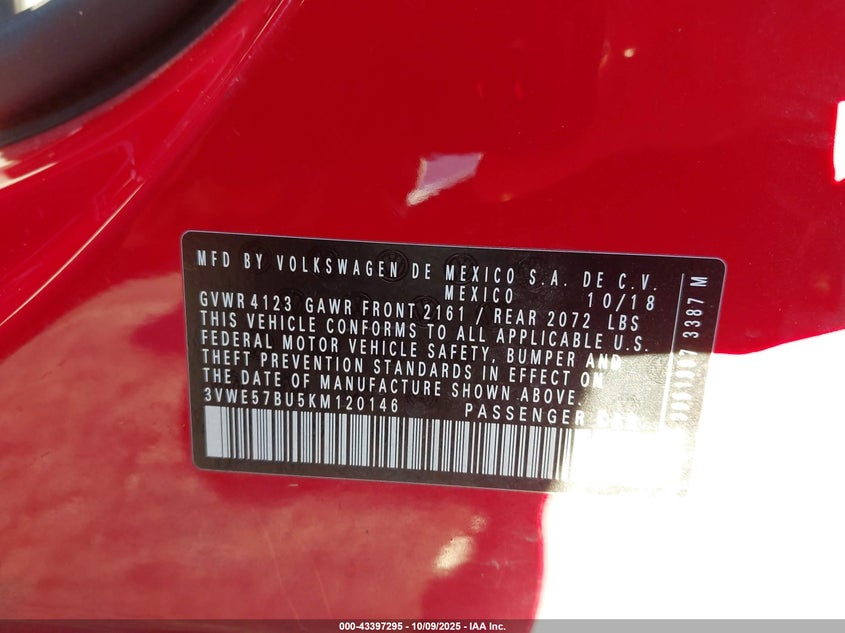 MFD BY VOLKSWAGEN DE MEXICO S.A. DE C.V.
MEXICO 10/18
GVWR 4123 GAWR FRONT 2161 / REAR 2072 LBS
THIS VEHICLE CONFORMS TO ALL APPLICABLE U.S.
FEDERAL MOTOR VEHICLE SAFETY, BUMPER AND
THEFT PREVENTION STANDARDS IN EFFECT ON
THE DATE OF MANUFACTURE SHOWN ABOVE.
3VWE57BU5KM120146 PASSENGER CAR
3387 M
000-43397295 - 10/09/2025 - IAA Inc.